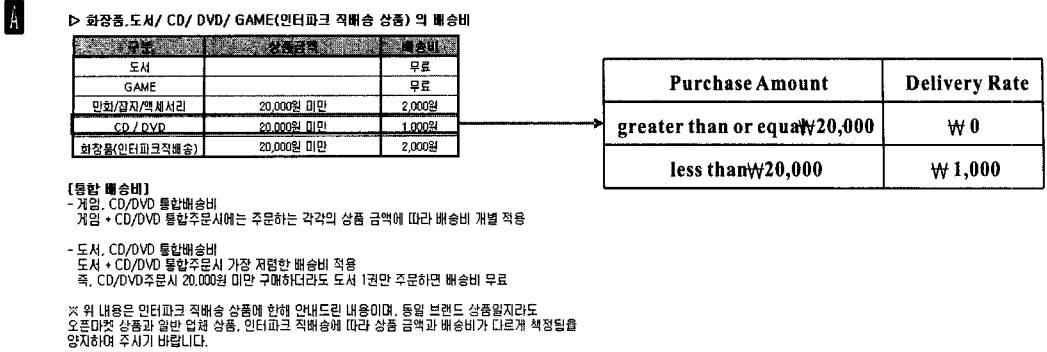 A
▷ 화장품,도서/ CD/ DVD/ GAME(인터파크 직배송 상품) 의 배송비
구분 상품금액 배송비
도서 무료
GAME 무료
만화/잡지/액세서리 20,000원 미만 2,000원
CD / DVD 20,000원 미만 1,000원
화장품(인터파크직배송) 20,000원 미만 2,000원
Purchase Amount Delivery Rate
greater than or equal₩20,000 ₩ 0
less than₩20,000 ₩ 1,000
[통합 배송비]
- 게임, CD/DVD 통합배송비
게임 + CD/DVD 통합주문시에는 주문하는 각각의 상품 금액에 따라 배송비 개별 적용
- 도서, CD/DVD 통합배송비
도서 + CD/DVD 통합주문시 가장 저렴한 배송비 적용
즉, CD/DVD주문시 20,000원 미만 구매하더라도 도서 1권만 주문하면 배송비 무료
※ 위 내용은 인터파크 직배송 상품에 한해 안내드린 내용이며, 동일 브랜드 상품일지라도
오픈마켓 상품과 일반 업체 상품, 인터파크 직배송에 따라 상품 금액과 배송비가 다르게 책정됨을
양지하여 주시기 바랍니다.